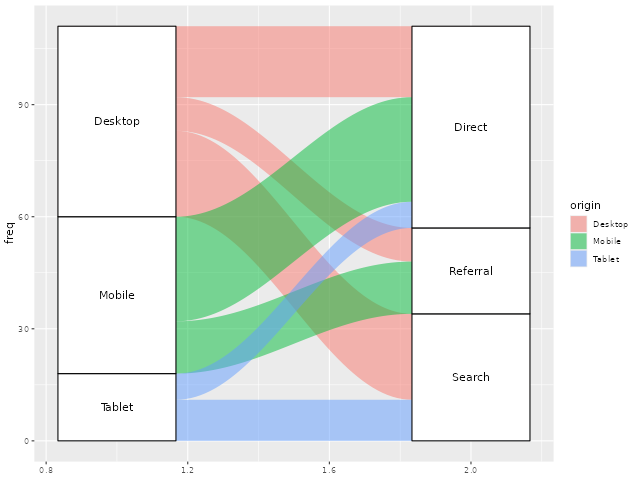 Desktop
Mobile
Tablet
Direct
Referral
Search
0
30
60
90
freq
0.8
1.2
1.6
2.0
origin
Desktop
Mobile
Tablet